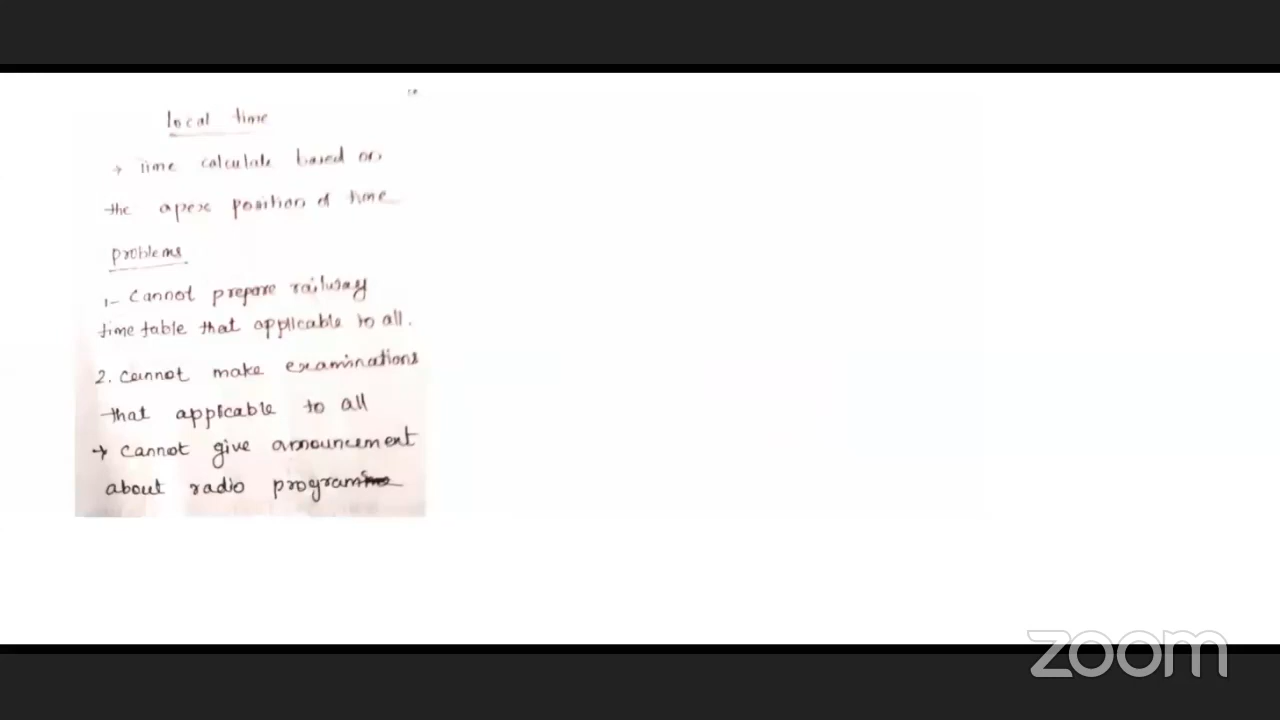 local time
→ Time calculate based on
the apex position of time
problems
1- Cannot prepare railway
time table that applicable to all.
2. Cannot make examinations
that applicable to all
→ Cannot give announcement
about radio program
zoom